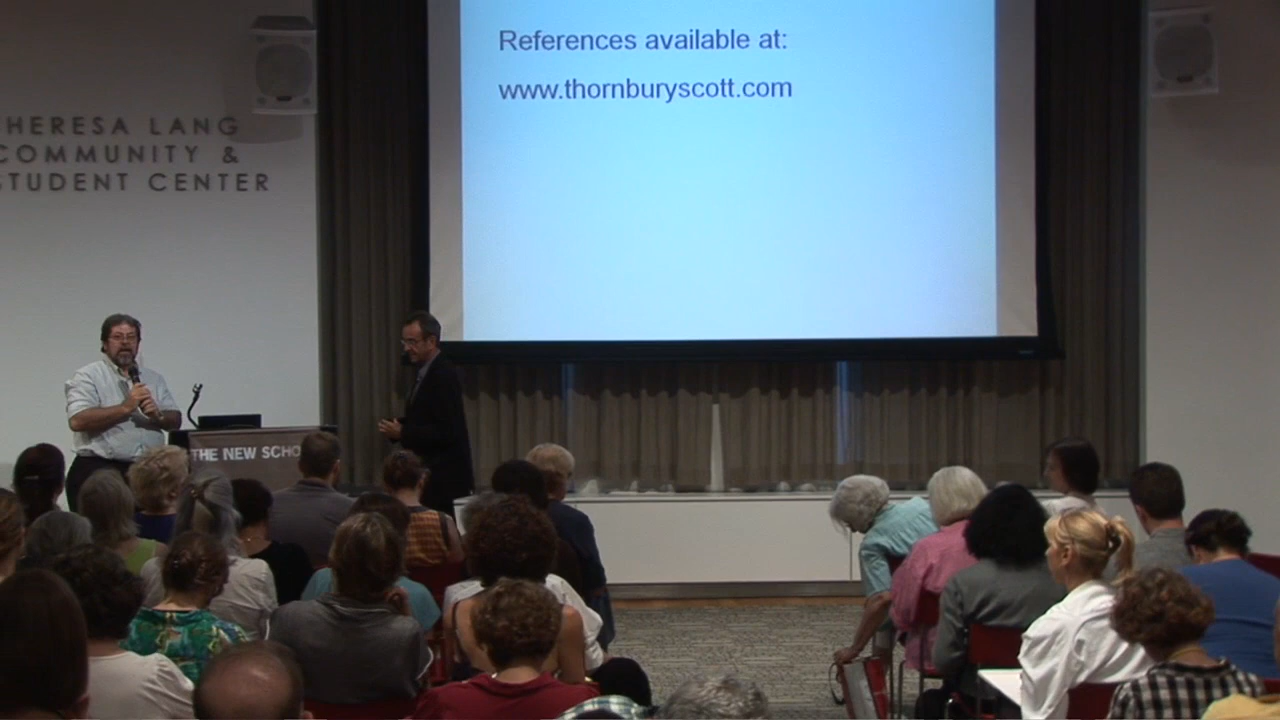 References available at:
www.thornburyscott.com
HERESA LANG
COMMUNITY &
STUDENT CENTER
THE NEW SCHO